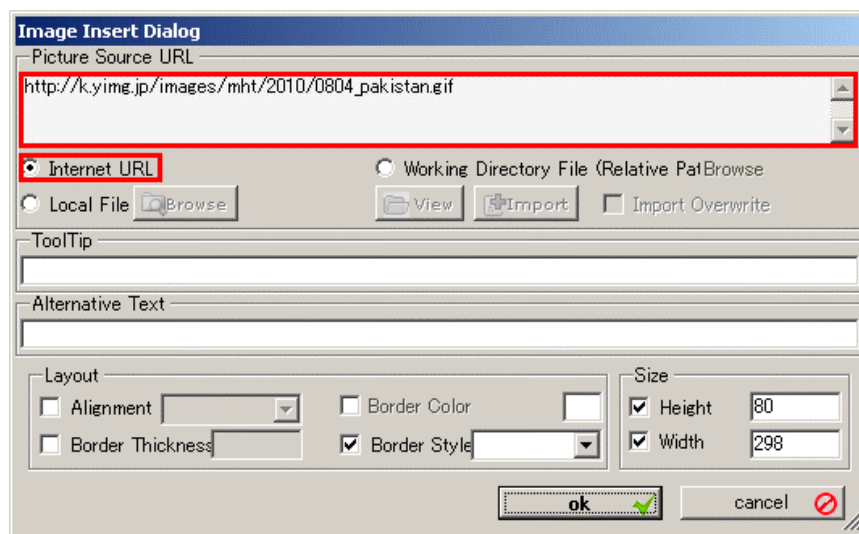 Image Insert Dialog
Picture Source URL
http://k.yimg.jp/images/mht/2010/0804_pakistan.gif
Internet URL
Working Directory File (Relative Pat Browse
Local File Browse View Import Import Overwrite
ToolTip
Alternative Text
Layout Size
Alignment Border Color Height 80
Border Thickness Border Style Width 298
ok cancel